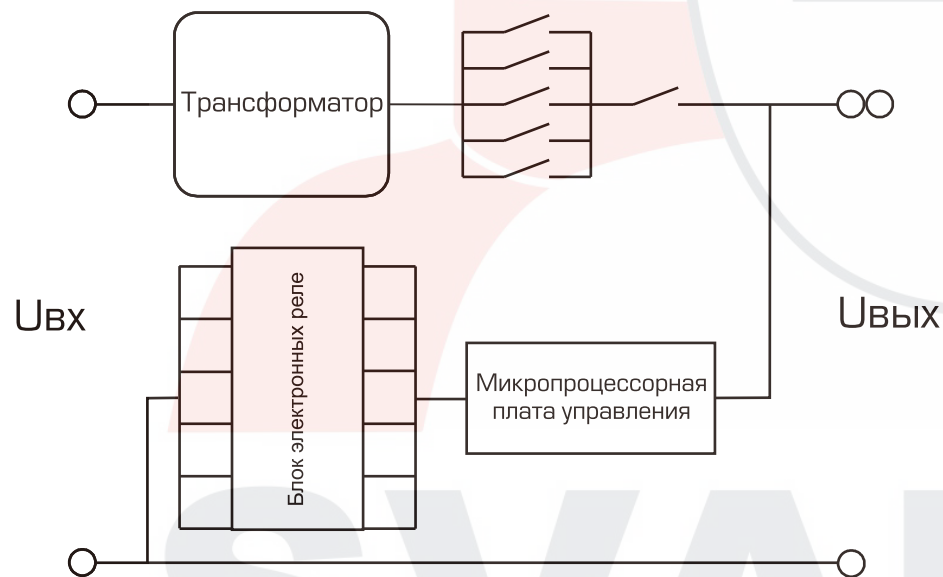 Трансформатор
Uвх
Uвых
Блок электронных реле
Микропроцессорная
плата управления